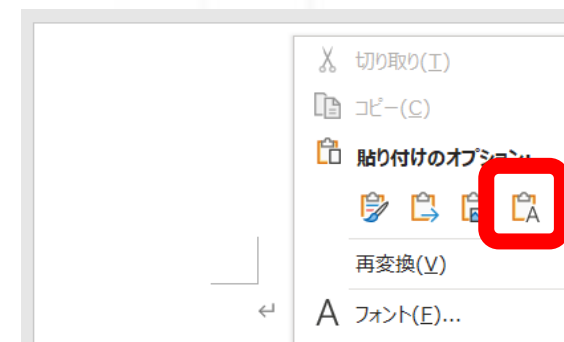 切り取り(T)
コピー(C)
貼り付けのオプション:
再変換(V)
A フォント(F)...